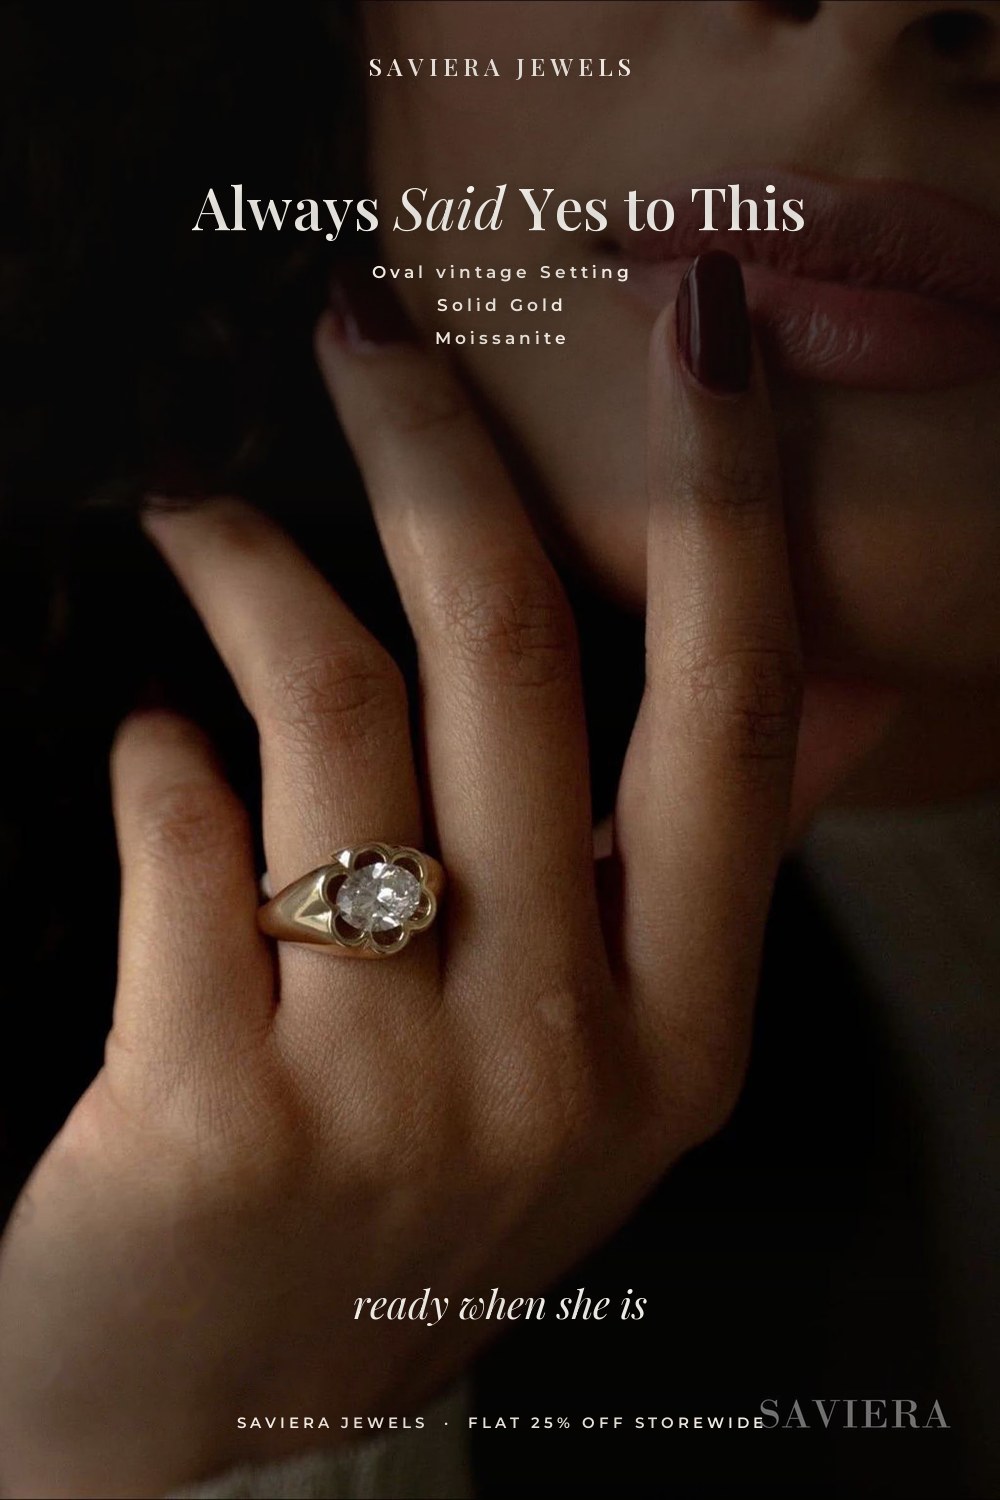 SAVIERA JEWELS
Always Said Yes to This
Oval vintage Setting
Solid Gold
Moissanite
ready when she is
SAVIERA JEWELS · FLAT 25% OFF STOREWIDE
SAVIERA